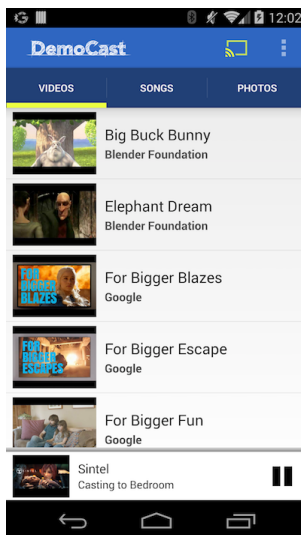 12:02
DemoCast
VIDEOS SONGS PHOTOS
Big Buck Bunny
Blender Foundation
Elephant Dream
Blender Foundation
FOR
BIGGER
BLAZES
For Bigger Blazes
Google
FOR
BIGGER
ESCAPES
For Bigger Escape
Google
For Bigger Fun
Google
Sintel
Casting to Bedroom